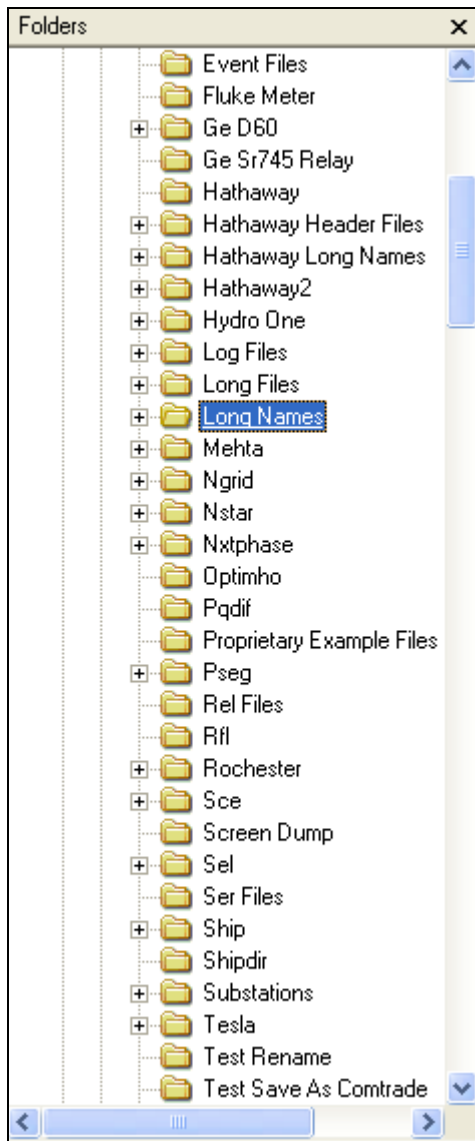 Folders
Event Files
Fluke Meter
Ge D60
Ge Sr745 Relay
Hathaway
Hathaway Header Files
Hathaway Long Names
Hathaway2
Hydro One
Log Files
Long Files
Long Names
Mehta
Ngrid
Nstar
Nxtphase
Optimho
Pqdif
Proprietary Example Files
Pseg
Rel Files
Rfl
Rochester
Sce
Screen Dump
Sel
Ser Files
Ship
Shipdir
Substations
Tesla
Test Rename
Test Save As Comtrade